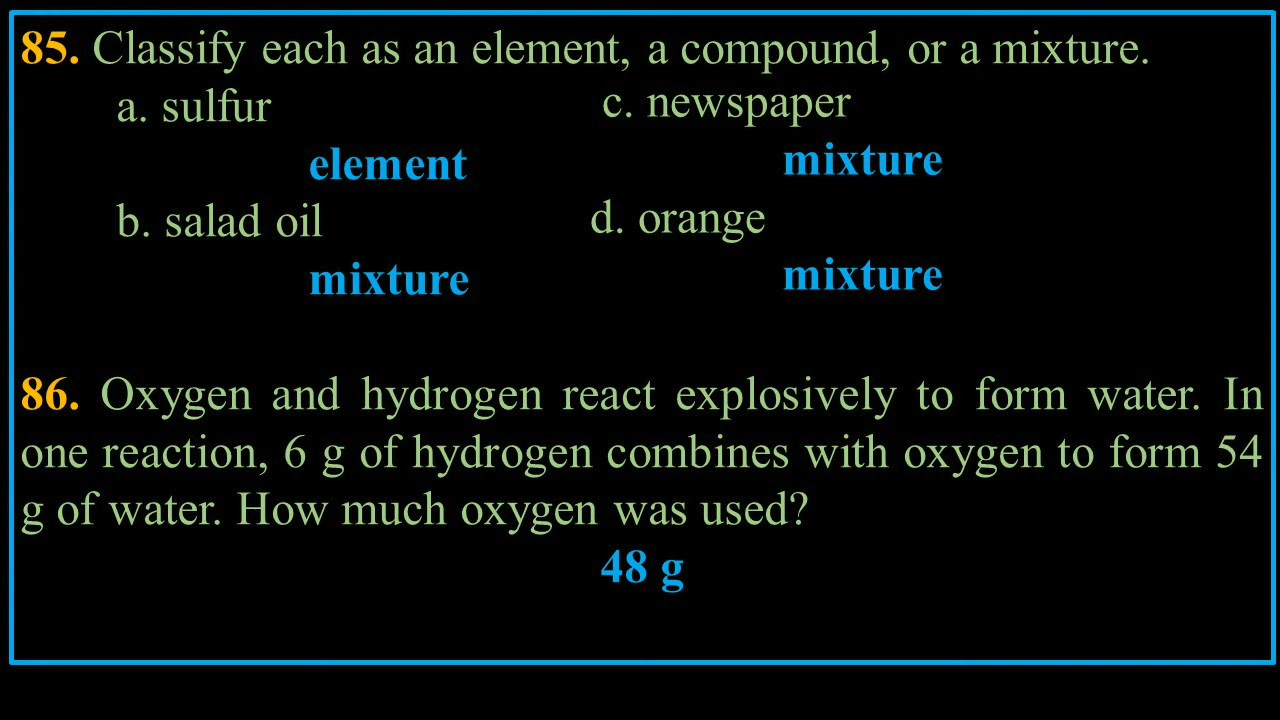 85. Classify each as an element, a compound, or a mixture.
a. sulfur
c. newspaper
element
mixture
b. salad oil
d. orange
mixture
mixture
86. Oxygen and hydrogen react explosively to form water. In
one reaction, 6 g of hydrogen combines with oxygen to form 54
g of water. How much oxygen was used?
48 g